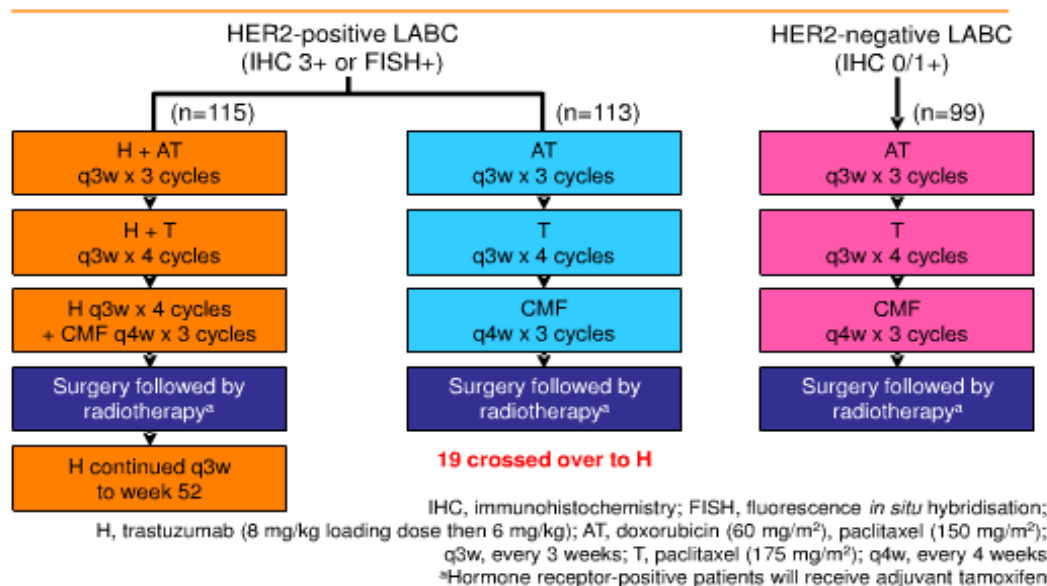 HER2-positive LABC
(IHC 3+ or FISH+)
HER2-negative LABC
(IHC 0/1+)
(n=115)
(n=113)
(n=99)
H + AT
q3w x 3 cycles
H + T
q3w x 4 cycles
H q3w x 4 cycles
+ CMF q4w x 3 cycles
Surgery followed by
radiotherapyᵃ
H continued q3w
to week 52
AT
q3w x 3 cycles
T
q3w x 4 cycles
CMF
q4w x 3 cycles
Surgery followed by
radiotherapyᵃ
19 crossed over to H
AT
q3w x 3 cycles
T
q3w x 4 cycles
CMF
q4w x 3 cycles
Surgery followed by
radiotherapyᵃ
IHC, immunohistochemistry; FISH, fluorescence in situ hybridisation;
H, trastuzumab (8 mg/kg loading dose then 6 mg/kg); AT, doxorubicin (60 mg/m²), paclitaxel (150 mg/m²);
q3w, every 3 weeks; T, paclitaxel (175 mg/m²); q4w, every 4 weeks
ᵃHormone receptor-positive patients will receive adjuvant tamoxifen